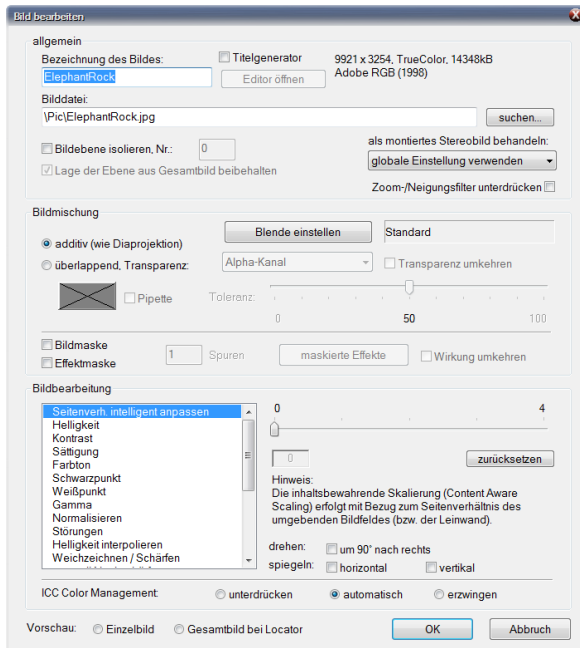 Bild bearbeiten
allgemein
Bezeichnung des Bildes:
Titelgenerator
9921 x 3254, TrueColor, 14348kB
Adobe RGB (1998)
ElephantRock
Editor öffnen
Bilddatei:
\Pic\ElephantRock.jpg
suchen...
als montiertes Stereobild behandeln:
Bildebene isolieren, Nr.: 0
globale Einstellung verwenden
Lage der Ebene aus Gesamtbild beibehalten
Zoom-/Neigungsfilter unterdrücken
Bildmischung
Blende einstellen
Standard
additiv (wie Diaprojektion)
überlappend, Transparenz:
Alpha-Kanal
Transparenz umkehren
Pipette
Toleranz:
0 50 100
Bildmaske
Effektmaske
1 Spuren
maskierte Effekte
Wirkung umkehren
Bildbearbeitung
Seitenverh. intelligent anpassen
Helligkeit
Kontrast
Sättigung
Farbton
Schwarzpunkt
Weißpunkt
Gamma
Normalisieren
Störungen
Helligkeit interpolieren
Weichzeichnen / Schärfen
0 4
0
zurücksetzen
Hinweis:
Die inhaltsbewahrende Skalierung (Content Aware
Scaling) erfolgt mit Bezug zum Seitenverhältnis des
umgebenden Bildfeldes (bzw. der Leinwand).
drehen: um 90° nach rechts
spiegeln: horizontal vertikal
ICC Color Management: unterdrücken automatisch erzwingen
Vorschau: Einzelbild Gesamtbild bei Locator
OK
Abbruch